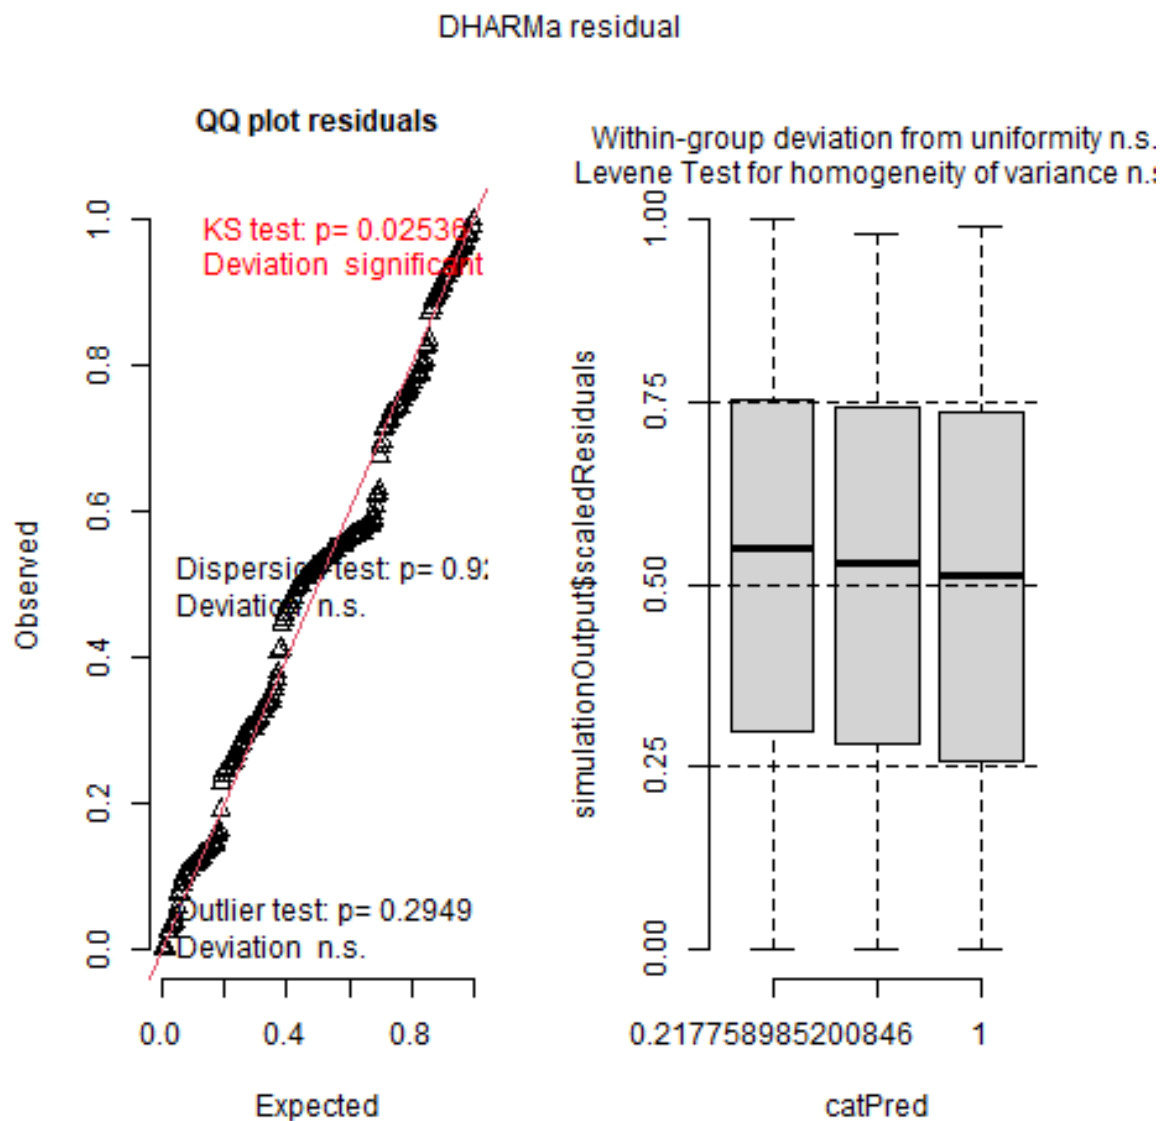 DHARMa residual
QQ plot residuals
KS test: p= 0.02536
Deviation significant
Dispersion test: p= 0.92
Deviation n.s.
Outlier test: p= 0.2949
Deviation n.s.
Observed
1.0
0.8
0.6
0.4
0.2
0.0
0.0 0.4 0.8
Expected
Within-group deviation from uniformity n.s.
Levene Test for homogeneity of variance n.s
simulationOutput$scaledResiduals
1.00
0.75
0.50
0.25
0.00
0.217758985200846 1
catPred